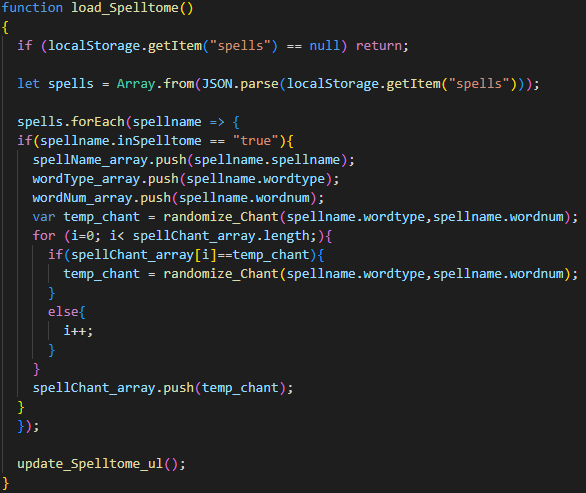 function load_Spelltome()
{
  if (localStorage.getItem("spells") == null) return;

  let spells = Array.from(JSON.parse(localStorage.getItem("spells")));

  spells.forEach(spellname => {
  if(spellname.inSpelltome == "true"){
    spellName_array.push(spellname.spellname);
    wordType_array.push(spellname.wordtype);
    wordNum_array.push(spellname.wordnum);
    var temp_chant = randomize_Chant(spellname.wordtype,spellname.wordnum);
    for (i=0; i< spellChant_array.length;){
      if(spellChant_array[i]==temp_chant){
        temp_chant = randomize_Chant(spellname.wordtype,spellname.wordnum);
      }
      else{
        i++;
      }
    }
    spellChant_array.push(temp_chant);
  }
  });

  update_Spelltome_ul();
}